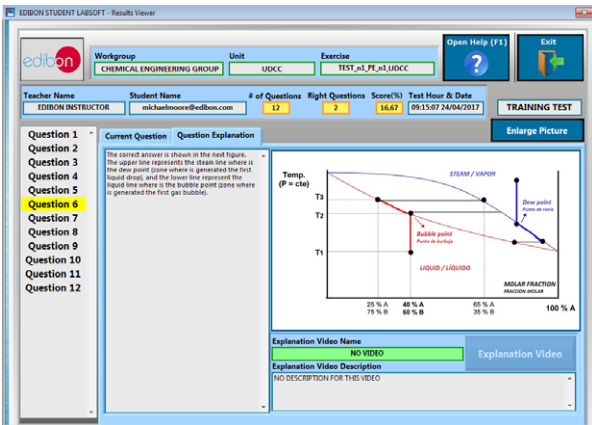 EDIBON STUDENT LABSOFT - Results Viewer
edibon
Workgroup
CHEMICAL ENGINEERING GROUP
Unit
UDCC
Exercise
TEST_n1_PE_n1_UDCC
Open Help (F1)
?
Exit
Teacher Name
EDIBON INSTRUCTOR
Student Name
michaelmoore@edibon.com
# of Questions
12
Right Questions
2
Score(%)
16,67
Test Hour & Date
09:15:07 24/04/2017
TRAINING TEST
Question 1
Question 2
Question 3
Question 4
Question 5
Question 6
Question 7
Question 8
Question 9
Question 10
Question 11
Question 12
Current Question
Question Explanation
Enlarge Picture
The correct answer is shown in the next figure.
The upper line represents the steam line where is
the dew point (zone where is generated the first
liquid drop), and the lower line represent the
liquid line where is the bubble point (zone where
is generated the first gas bubble).
Temp.
(P = cte)
STEAM / VAPOR
T3
T2
T1
Dew point
Punto de rocío
Bubble point
Punto de burbuja
LIQUID / LÍQUIDO
MOLAR FRACTION
FRACCIÓN MOLAR
25 % A
75 % B
40 % A
60 % B
65 % A
35 % B
100 % A
Explanation Video Name
NO VIDEO
Explanation Video
Explanation Video Description
NO DESCRIPTION FOR THIS VIDEO